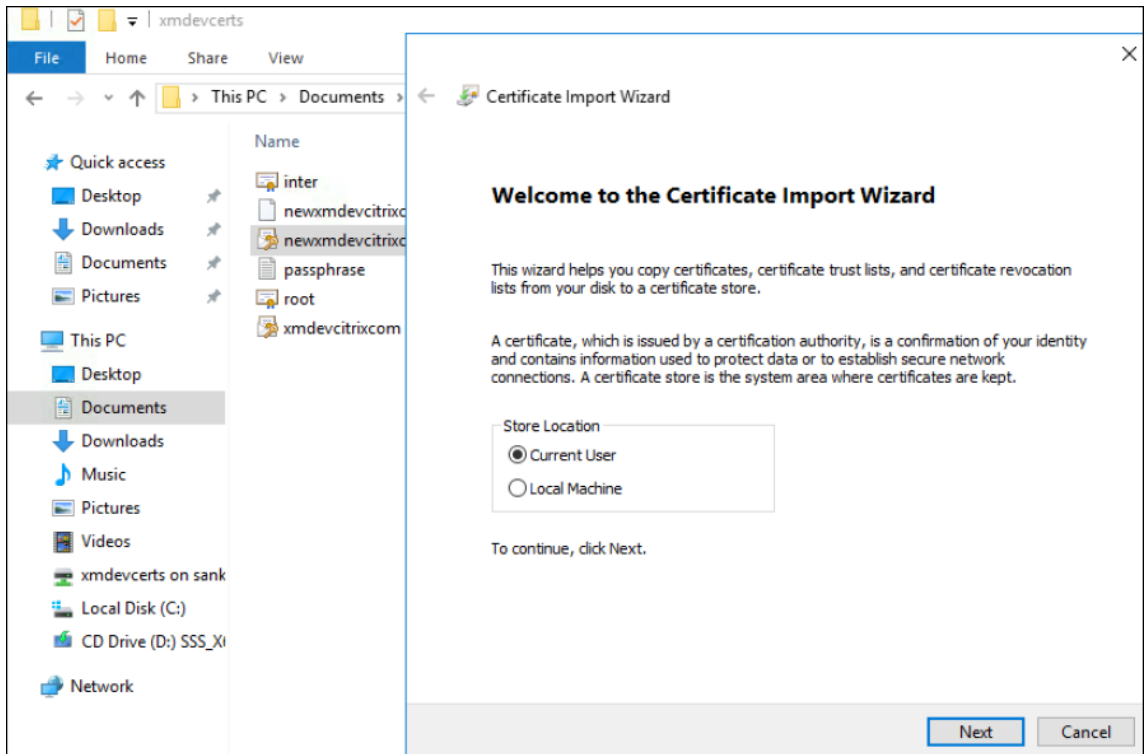 xmdevcerts
File Home Share View
This PC Documents
Quick access
Desktop
Downloads
Documents
Pictures
This PC
Desktop
Documents
Downloads
Music
Pictures
Videos
xmdevcerts on sank
Local Disk (C:)
CD Drive (D:) SSS_X
Network
Name
inter
newxmdevcitrixc
newxmdevcitrixc
passphrase
root
xmdevcitrixcom
Certificate Import Wizard
Welcome to the Certificate Import Wizard
This wizard helps you copy certificates, certificate trust lists, and certificate revocation
lists from your disk to a certificate store.
A certificate, which is issued by a certification authority, is a confirmation of your identity
and contains information used to protect data or to establish secure network
connections. A certificate store is the system area where certificates are kept.
Store Location
Current User
Local Machine
To continue, click Next.
Next Cancel